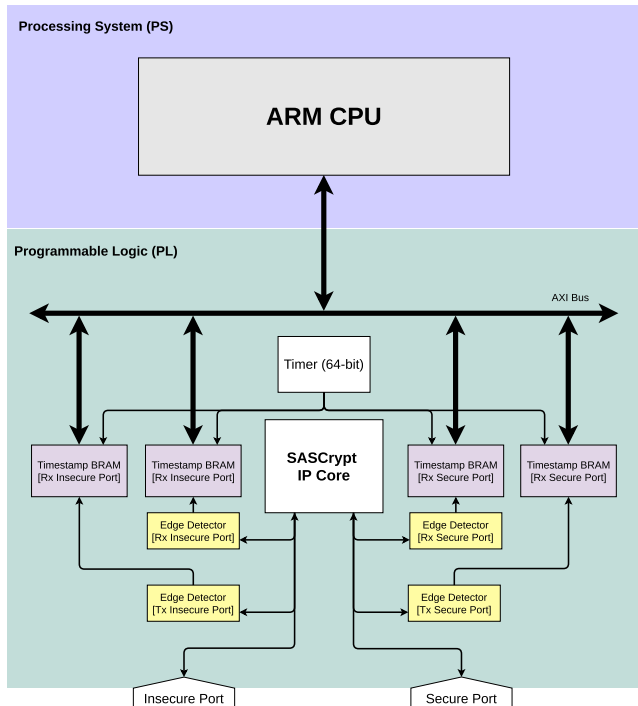 Processing System (PS)
ARM CPU
Programmable Logic (PL)
AXI Bus
Timer (64-bit)
Timestamp BRAM
[Rx Insecure Port]
Timestamp BRAM
[Rx Insecure Port]
SASCrypt
IP Core
Timestamp BRAM
[Rx Secure Port]
Timestamp BRAM
[Rx Secure Port]
Edge Detector
[Rx Insecure Port]
Edge Detector
[Rx Secure Port]
Edge Detector
[Tx Insecure Port]
Edge Detector
[Tx Secure Port]
Insecure Port
Secure Port